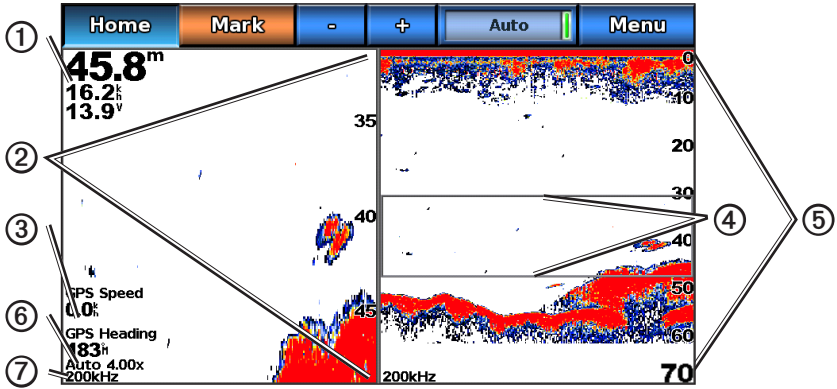 Home Mark - + Auto Menu
① 45.8m
16.2kh
13.9V
②
35
40
45
③ GPS Speed
0.0kh
GPS Heading
183°M
⑥ Auto 4.00x
⑦ 200kHz
0
10
20
30
40
50
60
70
200kHz
④
⑤